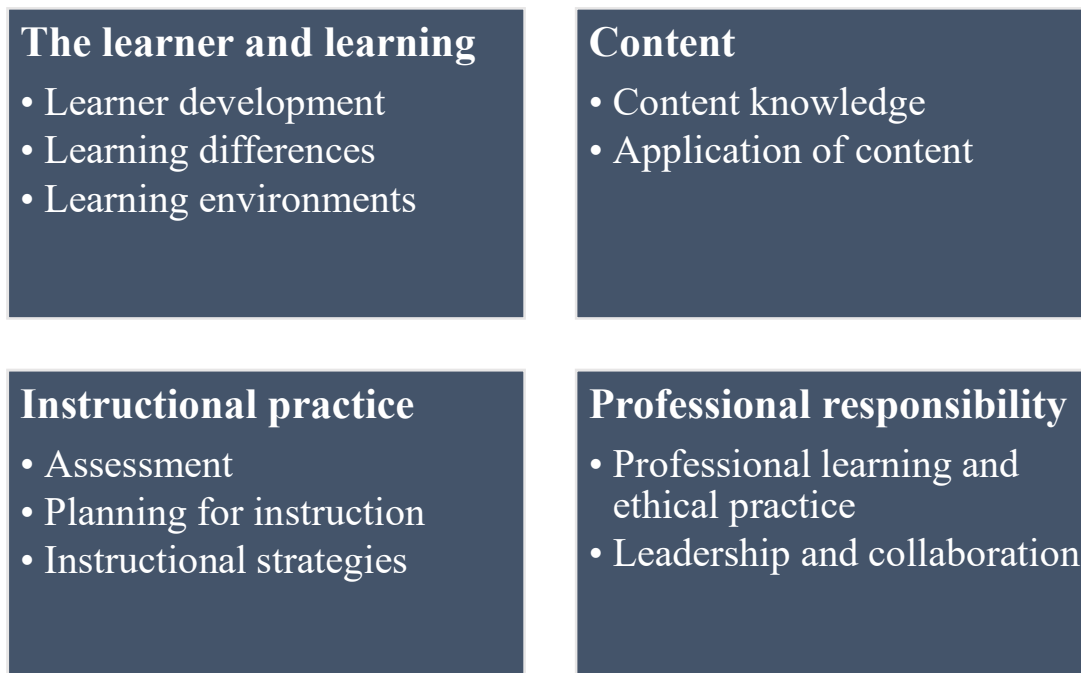 The learner and learning
• Learner development
• Learning differences
• Learning environments
Content
• Content knowledge
• Application of content
Instructional practice
• Assessment
• Planning for instruction
• Instructional strategies
Professional responsibility
• Professional learning and
ethical practice
• Leadership and collaboration